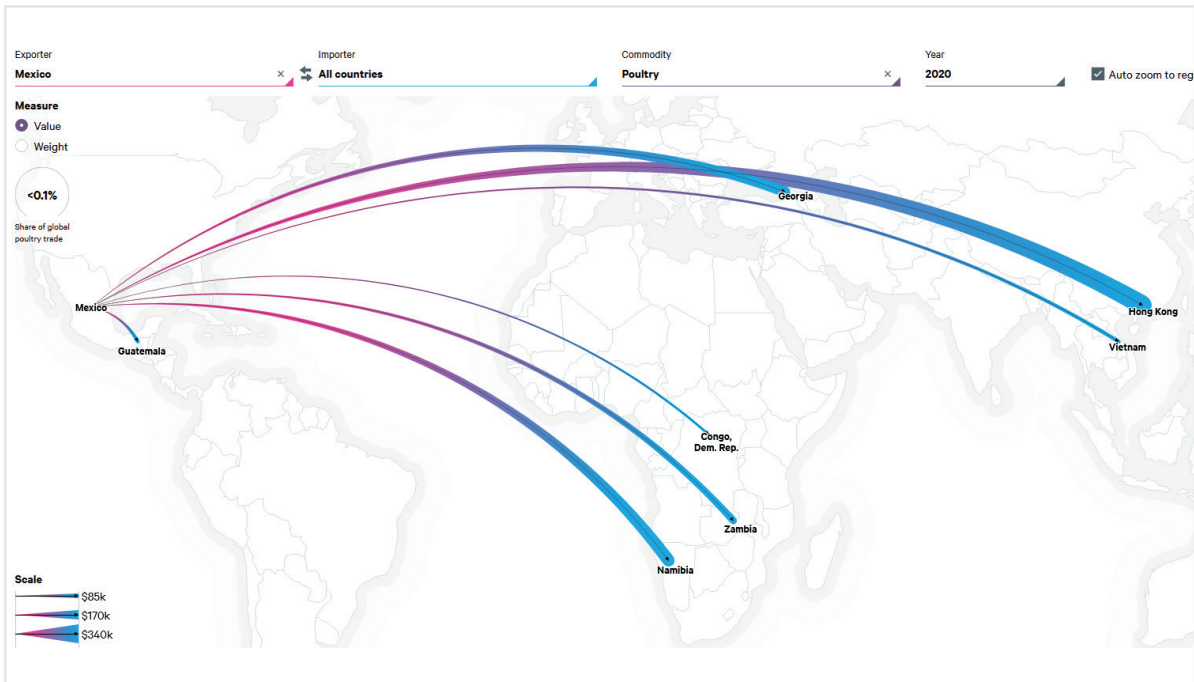 Exporter
Mexico ×
Importer
All countries
Commodity
Poultry ×
Year
2020
Auto zoom to reg
Measure
Value
Weight
<0.1%
Share of global
poultry trade
Georgia
Mexico
Hong Kong
Guatemala
Vietnam
Congo,
Dem. Rep.
Zambia
Namibia
Scale
$85k
$170k
$340k